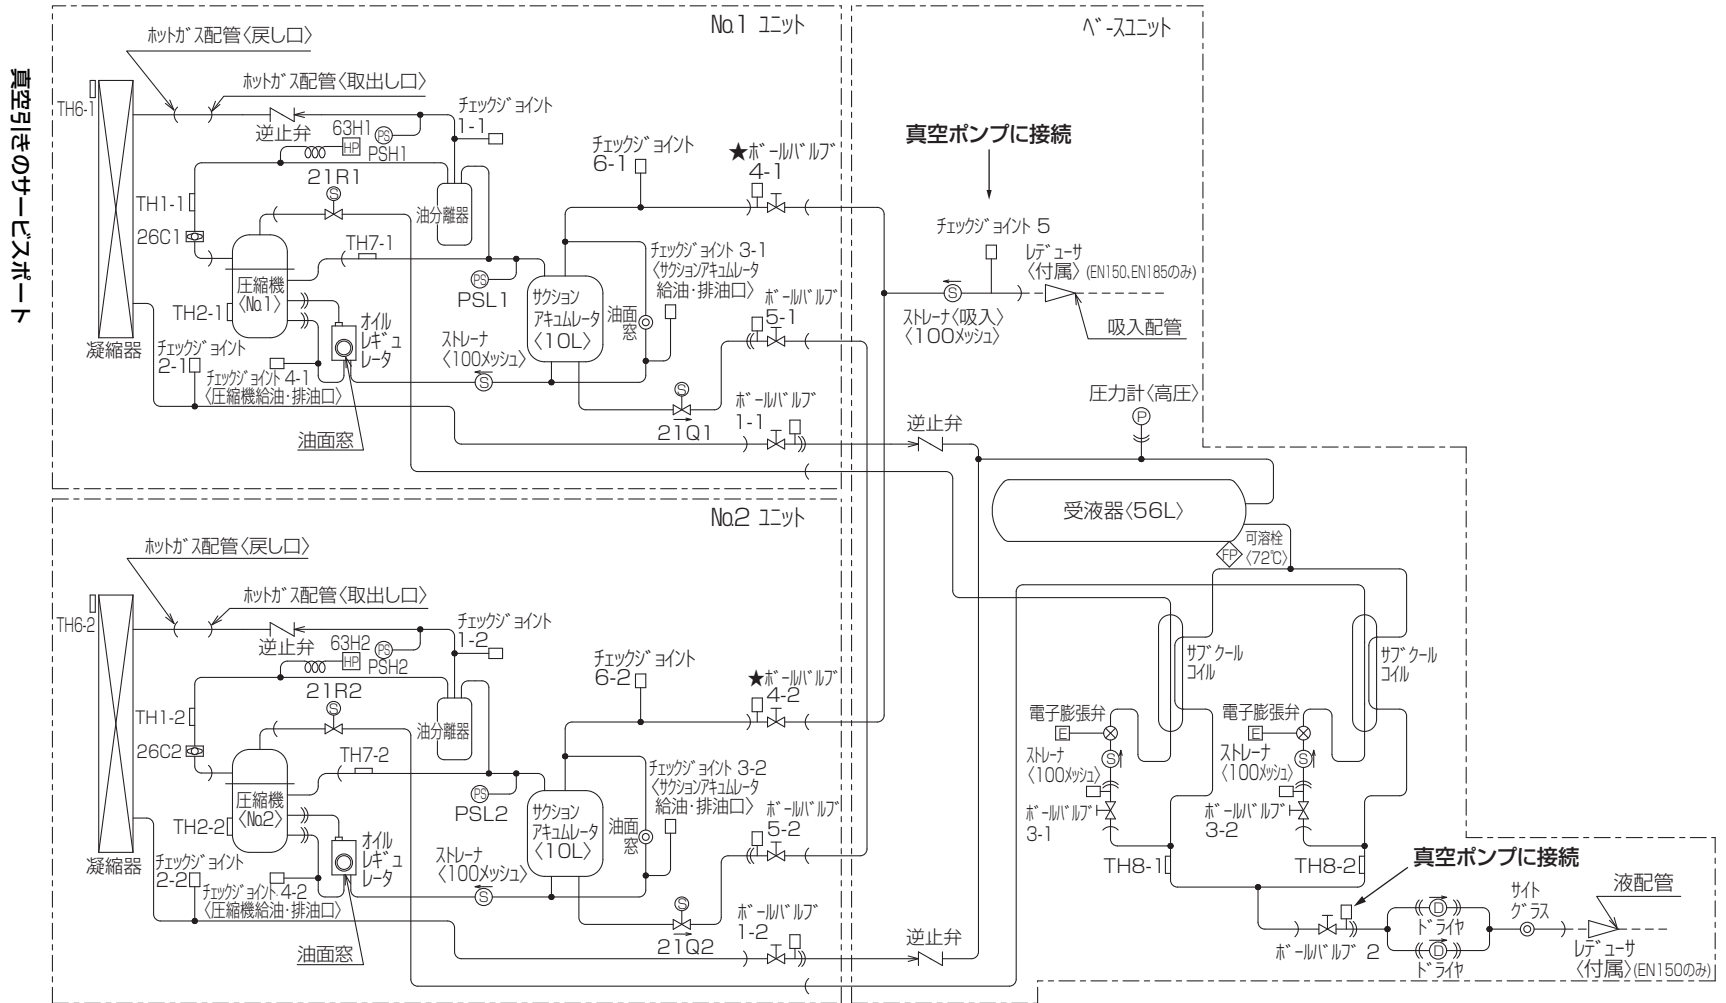 真空引きのサービスポート
No.1 ユニット
ホットガス配管〈戻し口〉
ホットガス配管〈取出し口〉
TH6-1
逆止弁
63H1
HP
PS
PSH1
チェックジョイント
1-1
21R1
S
TH1-1
26C1
油分離器
圧縮機
〈No.1〉
TH7-1
TH2-1
PS
PSL1
凝縮器
チェックジョイント
2-1
チェックジョイント 4-1
〈圧縮機給油・排油口〉
オイル
レギュ
レータ
油面窓
ストレーナ
〈100メッシュ〉
S
サクション
アキュムレータ
〈10L〉
油面
窓
チェックジョイント
6-1
★ボールバルブ
4-1
チェックジョイント 3-1
〈サクションアキュムレータ
給油・排油口〉
ボールバルブ
5-1
S
21Q1
ボールバルブ
1-1
No.2 ユニット
ホットガス配管〈戻し口〉
ホットガス配管〈取出し口〉
TH6-2
逆止弁
63H2
HP
PS
PSH2
チェックジョイント
1-2
21R2
S
TH1-2
26C2
油分離器
圧縮機
〈No.2〉
TH7-2
TH2-2
PS
PSL2
凝縮器
チェックジョイント
2-2
チェックジョイント 4-2
〈圧縮機給油・排油口〉
オイル
レギュ
レータ
油面窓
ストレーナ
〈100メッシュ〉
S
サクション
アキュムレータ
〈10L〉
油面
窓
チェックジョイント
6-2
★ボールバルブ
4-2
チェックジョイント 3-2
〈サクションアキュムレータ
給油・排油口〉
ボールバルブ
5-2
S
21Q2
ボールバルブ
1-2
ベースユニット
真空ポンプに接続
チェックジョイント 5
レデューサ
〈付属〉(EN150、EN185のみ)
S
ストレーナ〈吸入〉
〈100メッシュ〉
吸入配管
圧力計〈高圧〉
P
逆止弁
受液器〈56L〉
FP
可溶栓
〈72℃〉
サブクール
コイル
サブクール
コイル
電子膨張弁
E
ストレーナ
〈100メッシュ〉
S
ボールバルブ
3-1
電子膨張弁
E
ストレーナ
〈100メッシュ〉
S
ボールバルブ
3-2
TH8-1
TH8-2
逆止弁
真空ポンプに接続
ボールバルブ 2
D
ドライヤ
D
ドライヤ
サイト
グラス
液配管
レデューサ
〈付属〉(EN150のみ)